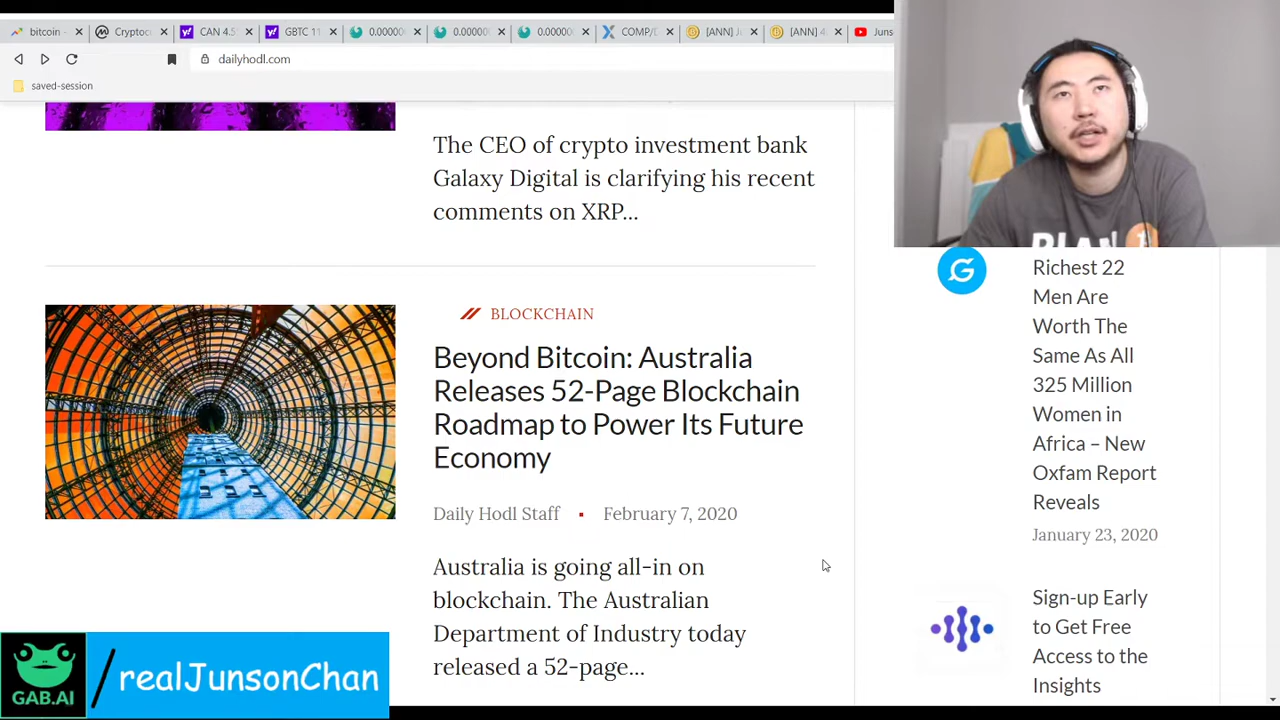 bitcoin -
Cryptoc
CAN 4.5
GBTC 11
0.00000
0.0000
0.00000
COMP/
[ANN] J
[ANN] 4
Juns
dailyhodl.com
saved-session
The CEO of crypto investment bank
Galaxy Digital is clarifying his recent
comments on XRP...
BLOCKCHAIN
Beyond Bitcoin: Australia
Releases 52-Page Blockchain
Roadmap to Power Its Future
Economy
Daily Hodl Staff ▪ February 7, 2020
Australia is going all-in on
blockchain. The Australian
Department of Industry today
released a 52-page...
Richest 22
Men Are
Worth The
Same As All
325 Million
Women in
Africa – New
Oxfam Report
Reveals
January 23, 2020
Sign-up Early
to Get Free
Access to the
Insights
GAB.AI
/realJunsonChan